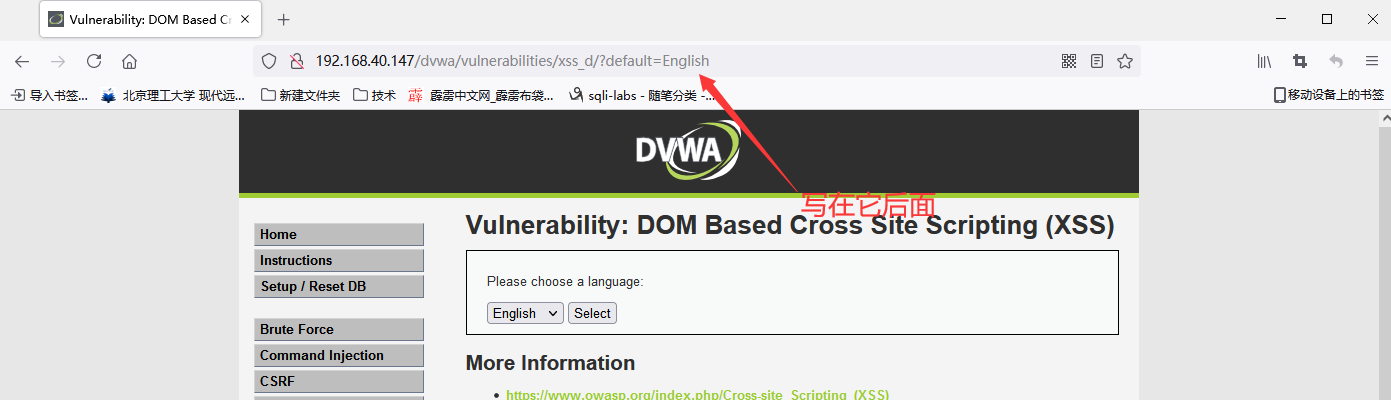 Vulnerability: DOM Based Cr
192.168.40.147/dvwa/vulnerabilities/xss_d/?default=English
导入书签... 北京理工大学 现代远... 新建文件夹 技术 霹雳中文网_霹雳布袋... sqli-labs - 随笔分类 -... 移动设备上的书签
DVWA
写在它后面
Vulnerability: DOM Based Cross Site Scripting (XSS)
Home
Instructions
Setup / Reset DB
Brute Force
Command Injection
CSRF
Please choose a language:
English Select
More Information
https://www.owasp.org/index.php/Cross-site_Scripting_(XSS)